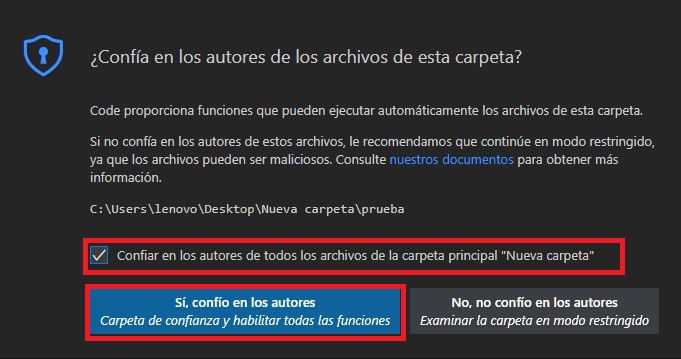 ¿Confía en los autores de los archivos de esta carpeta?
Code proporciona funciones que pueden ejecutar automáticamente los archivos de esta carpeta.
Si no confía en los autores de estos archivos, le recomendamos que continúe en modo restringido,
ya que los archivos pueden ser maliciosos. Consulte nuestros documentos para obtener más
información.
C:\Users\lenovo\Desktop\Nueva carpeta\prueba
Confiar en los autores de todos los archivos de la carpeta principal "Nueva carpeta"
Sí, confío en los autores
Carpeta de confianza y habilitar todas las funciones
No, no confío en los autores
Examinar la carpeta en modo restringido